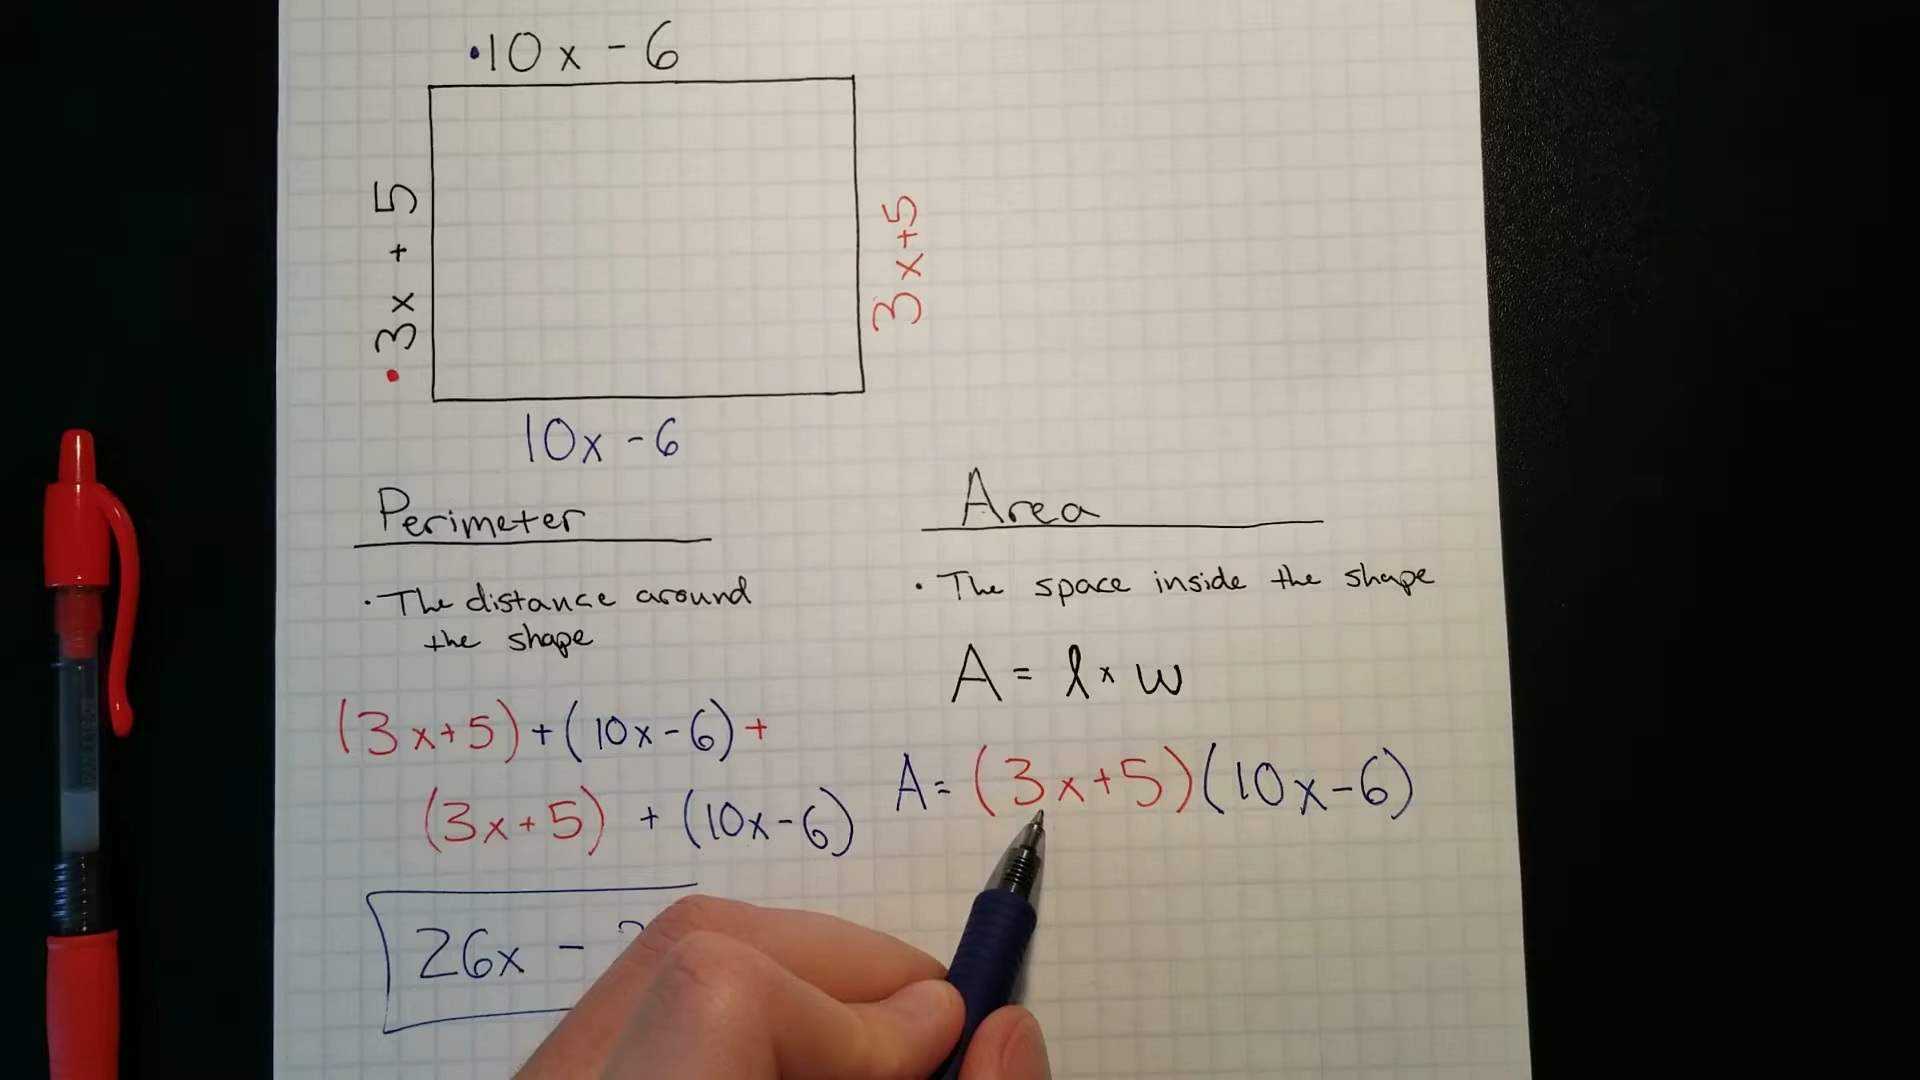 ·10x - 6
·3x + 5
3x+5
10x - 6
Perimeter
· The distance around
the shape
(3x+5) + (10x-6) +
(3x+5) + (10x-6)
26x -
Area
· The space inside the shape
A = l × w
A = (3x+5)(10x-6)